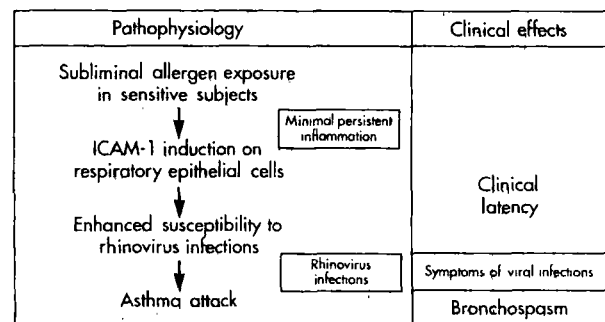 Pathophysiology
Clinical effects
Subliminal allergen exposure
in sensitive subjects
Minimal persistent
inflammation
ICAM-1 induction on
respiratory epithelial cells
Clinical
latency
Enhanced susceptibility to
rhinovirus infections
Rhinovirus
infections
Symptoms of viral infections
Asthma attack
Bronchospasm